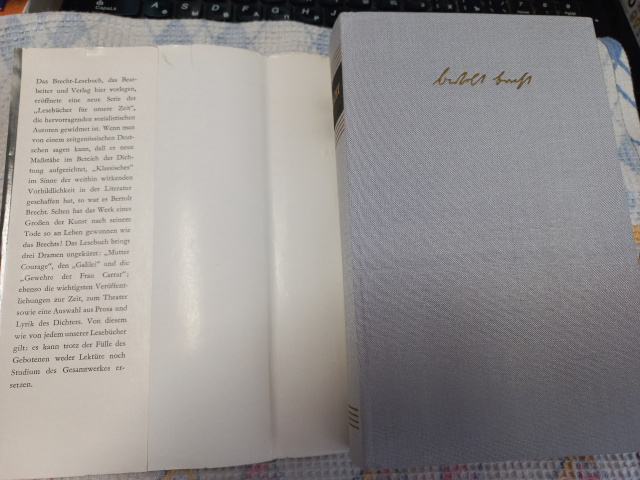 Das Brecht-Lesebuch, das Bear-
beiter und Verlag hier vorlegen,
eröffnete eine neue Serie der
„Lesebücher für unsere Zeit“,
die hervorragenden sozialistischen
Autoren gewidmet ist. Wenn man
von einem zeitgenössischen Deut-
schen sagen kann, daß er neue
Maßstäbe im Bereich der Dich-
tung aufgerichtet, „Klassisches“
im Sinne der weithin wirkenden
Vorbildlichkeit in der Literatur
geschaffen hat, so war es Bertolt
Brecht. Selten hat das Werk eines
Großen der Kunst nach seinem
Tode so an Leben gewonnen wie
das Brechts! Das Lesebuch bringt
drei Dramen ungekürzt: „Mutter
Courage“, den „Galilei“ und die
„Gewehre der Frau Carrar“;
ebenso die wichtigsten Veröffent-
lichungen zur Zeit, zum Theater
sowie eine Auswahl aus Prosa und
Lyrik des Dichters. Von diesem
wie von jedem unserer Lesebücher
gilt: es kann trotz der Fülle des
Gebotenen weder Lektüre noch
Studium des Gesamtwerkes er-
setzen.
bertolt brecht